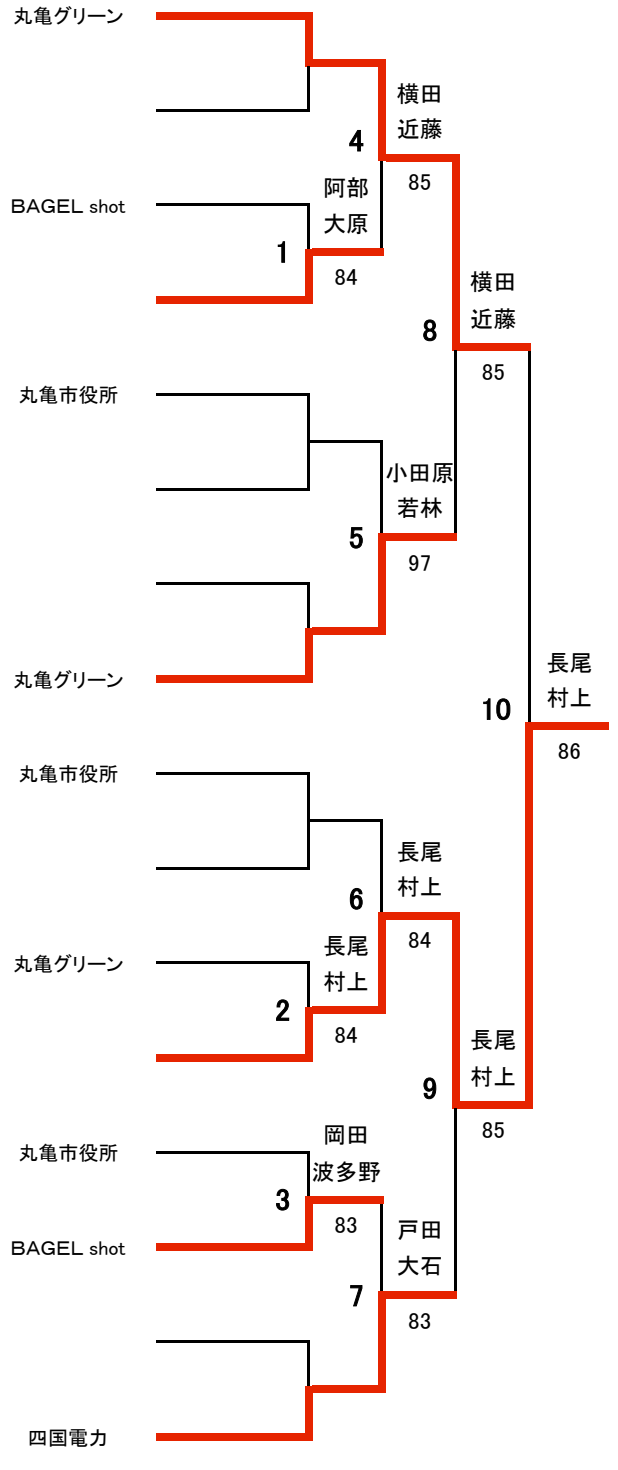 丸亀グリーン
横田
近藤
4
85
阿部
大原
BAGEL shot
1
84
横田
近藤
8
85
丸亀市役所
小田原
若林
5
97
丸亀グリーン
長尾
村上
10
86
丸亀市役所
長尾
村上
6
84
丸亀グリーン
長尾
村上
2
84
長尾
村上
9
85
丸亀市役所
岡田
波多野
3
83
BAGEL shot
戸田
大石
7
83
四国電力